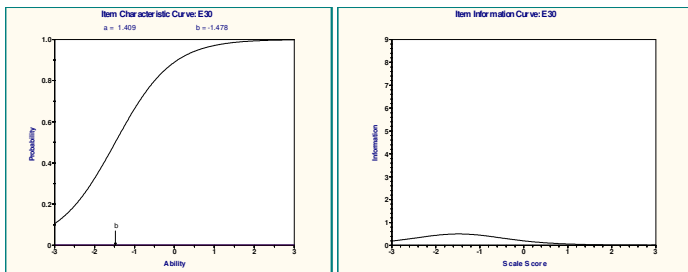 Item Characteristic Curve: E30
a = 1.409 b = -1.478
1.0
0.8
0.6
0.4
0.2
0
Probability
b
-3 -2 -1 0 1 2 3
Ability
Item Information Curve: E30
9
8
7
6
5
4
3
2
1
0
Information
-3 -2 -1 0 1 2 3
Scale Score